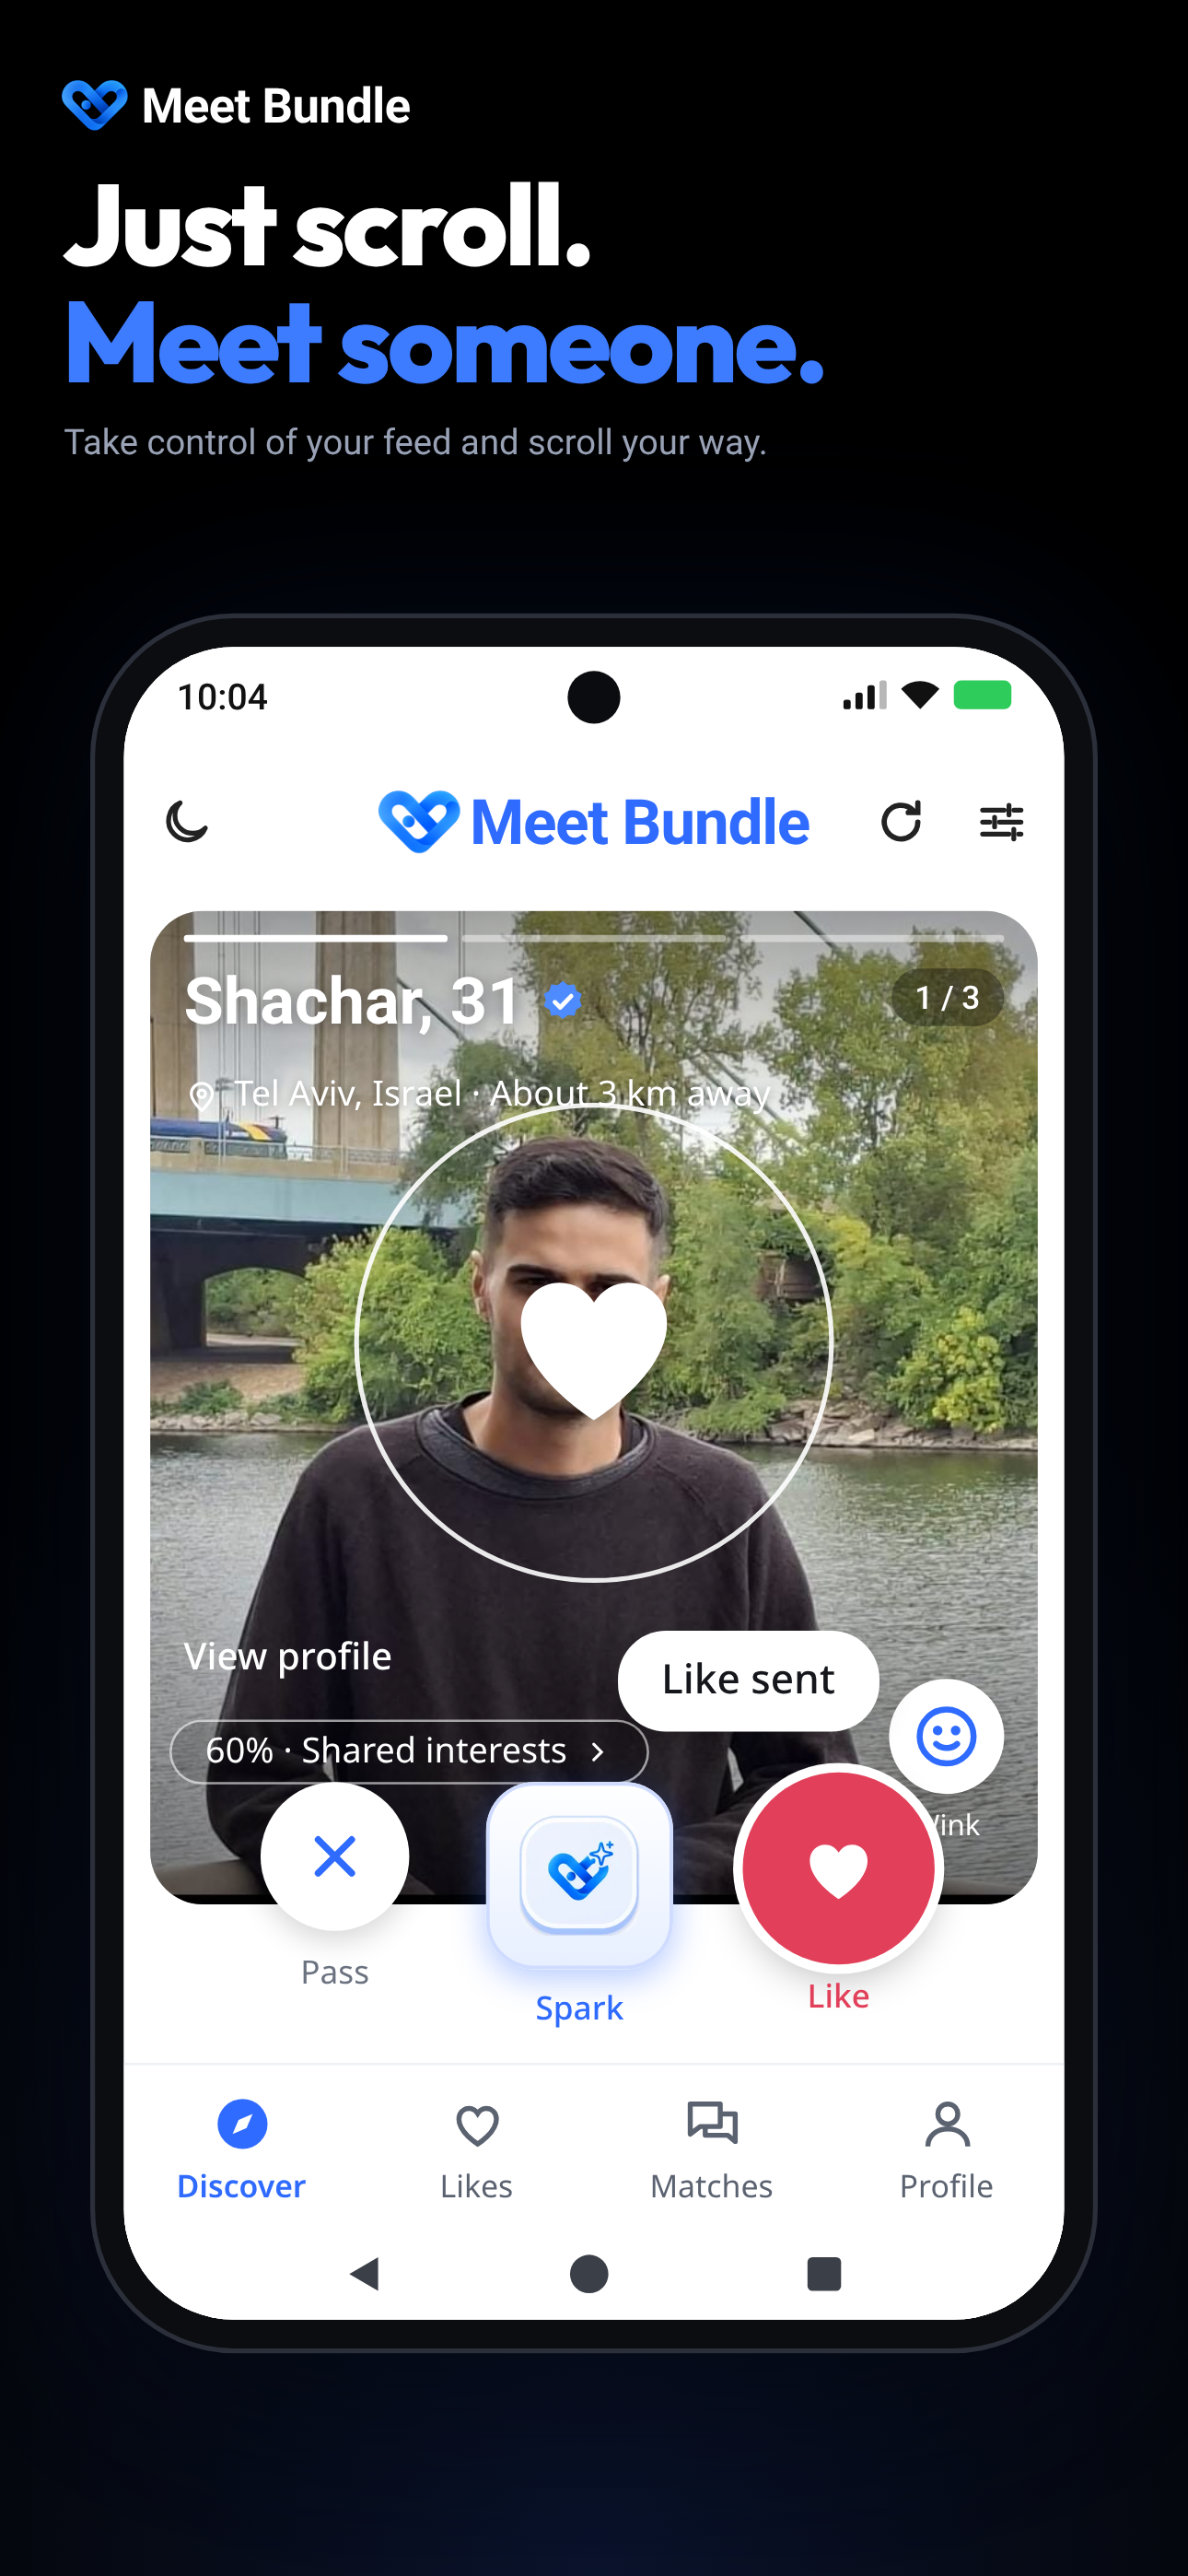 Meet Bundle
Just scroll.
Meet someone.
Take control of your feed and scroll your way.
10:04
Meet Bundle
Shachar, 31
1 / 3
Tel Aviv, Israel · About 3 km away
View profile
Like sent
60% · Shared interests
ink
Pass
Spark
Like
Discover
Likes
Matches
Profile